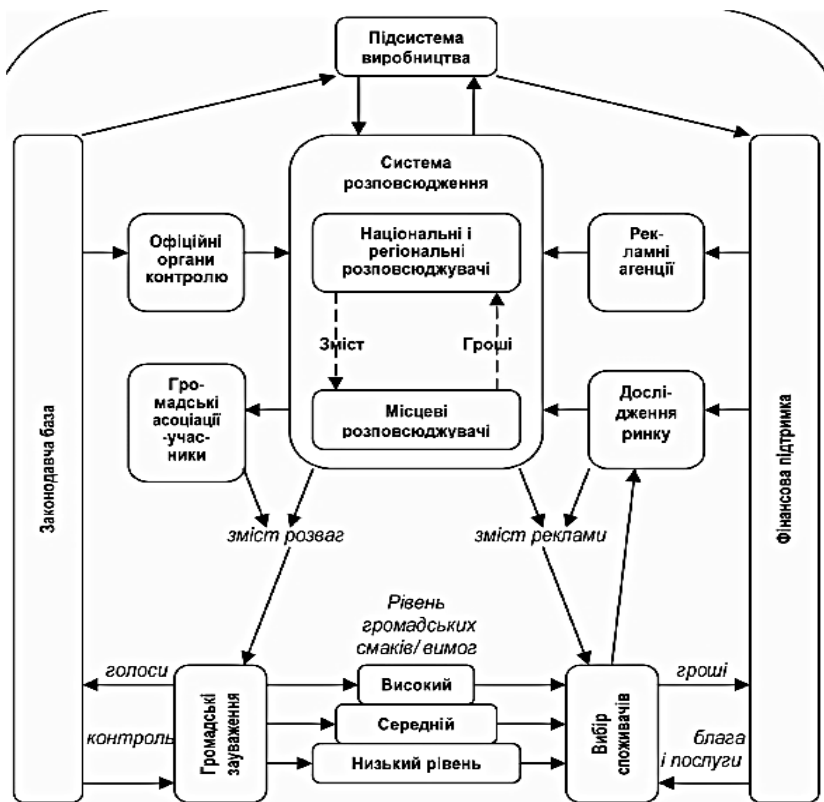 Підсистема
виробництва
Система
розповсюдження
Національні і
регіональні
розповсюджувачі
Зміст
Гроші
Місцеві
розповсюджувачі
Офіційні
органи
контролю
Рек-
ламні
агенції
Гро-
мадські
асоціації
-учас-
ники
Дослі-
дження
ринку
Законодавча база
Фінансова підтримка
зміст розваг
зміст реклами
Рівень
громадських
смаків/ вимог
голоси
контроль
Громадські
зауваження
Високий
Середній
Низький рівень
Вибір
споживачів
гроші
блага
і послуги